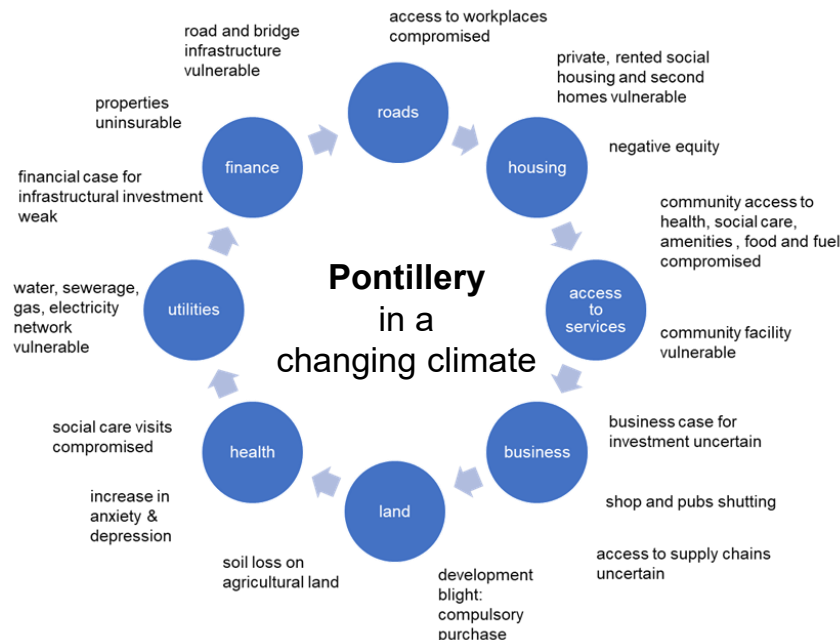 access to workplaces
compromised
road and bridge
infrastructure
vulnerable
roads
private, rented social
housing and second
homes vulnerable
properties
uninsurable
finance
housing
negative equity
financial case for
infrastructural investment
weak
community access to
health, social care,
amenities , food and fuel
compromised
Pontillery
in a
changing climate
water, sewerage,
gas, electricity
network
vulnerable
utilities
access
to
services
community facility
vulnerable
social care visits
compromised
health
business
business case for
investment uncertain
increase in
anxiety &
depression
land
shop and pubs shutting
soil loss on
agricultural land
development
blight:
compulsory
purchase
access to supply chains
uncertain